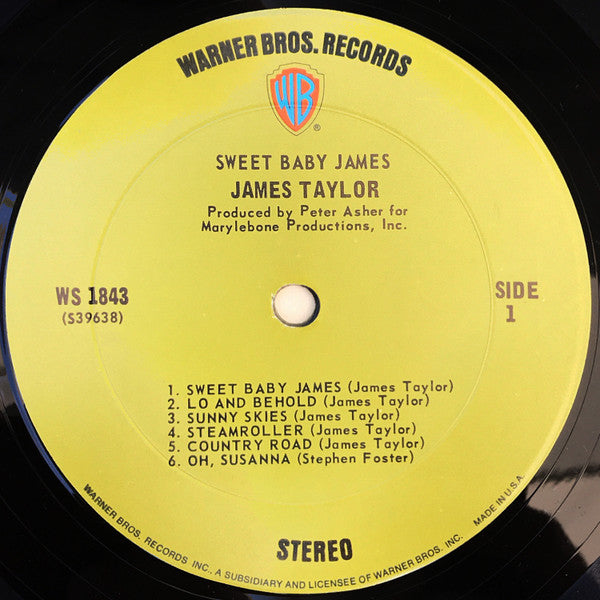 WARNER BROS. RECORDS
WB
®
SWEET BABY JAMES
JAMES TAYLOR
Produced by Peter Asher for
Marylebone Productions, Inc.
WS 1843
(S39638)
SIDE
1
1. SWEET BABY JAMES (James Taylor)
2. LO AND BEHOLD (James Taylor)
3. SUNNY SKIES (James Taylor)
4. STEAMROLLER (James Taylor)
5. COUNTRY ROAD (James Taylor)
6. OH, SUSANNA (Stephen Foster)
STEREO
WARNER BROS. RECORDS INC., A SUBSIDIARY AND LICENSEE OF WARNER BROS. INC.
MADE IN U.S.A.